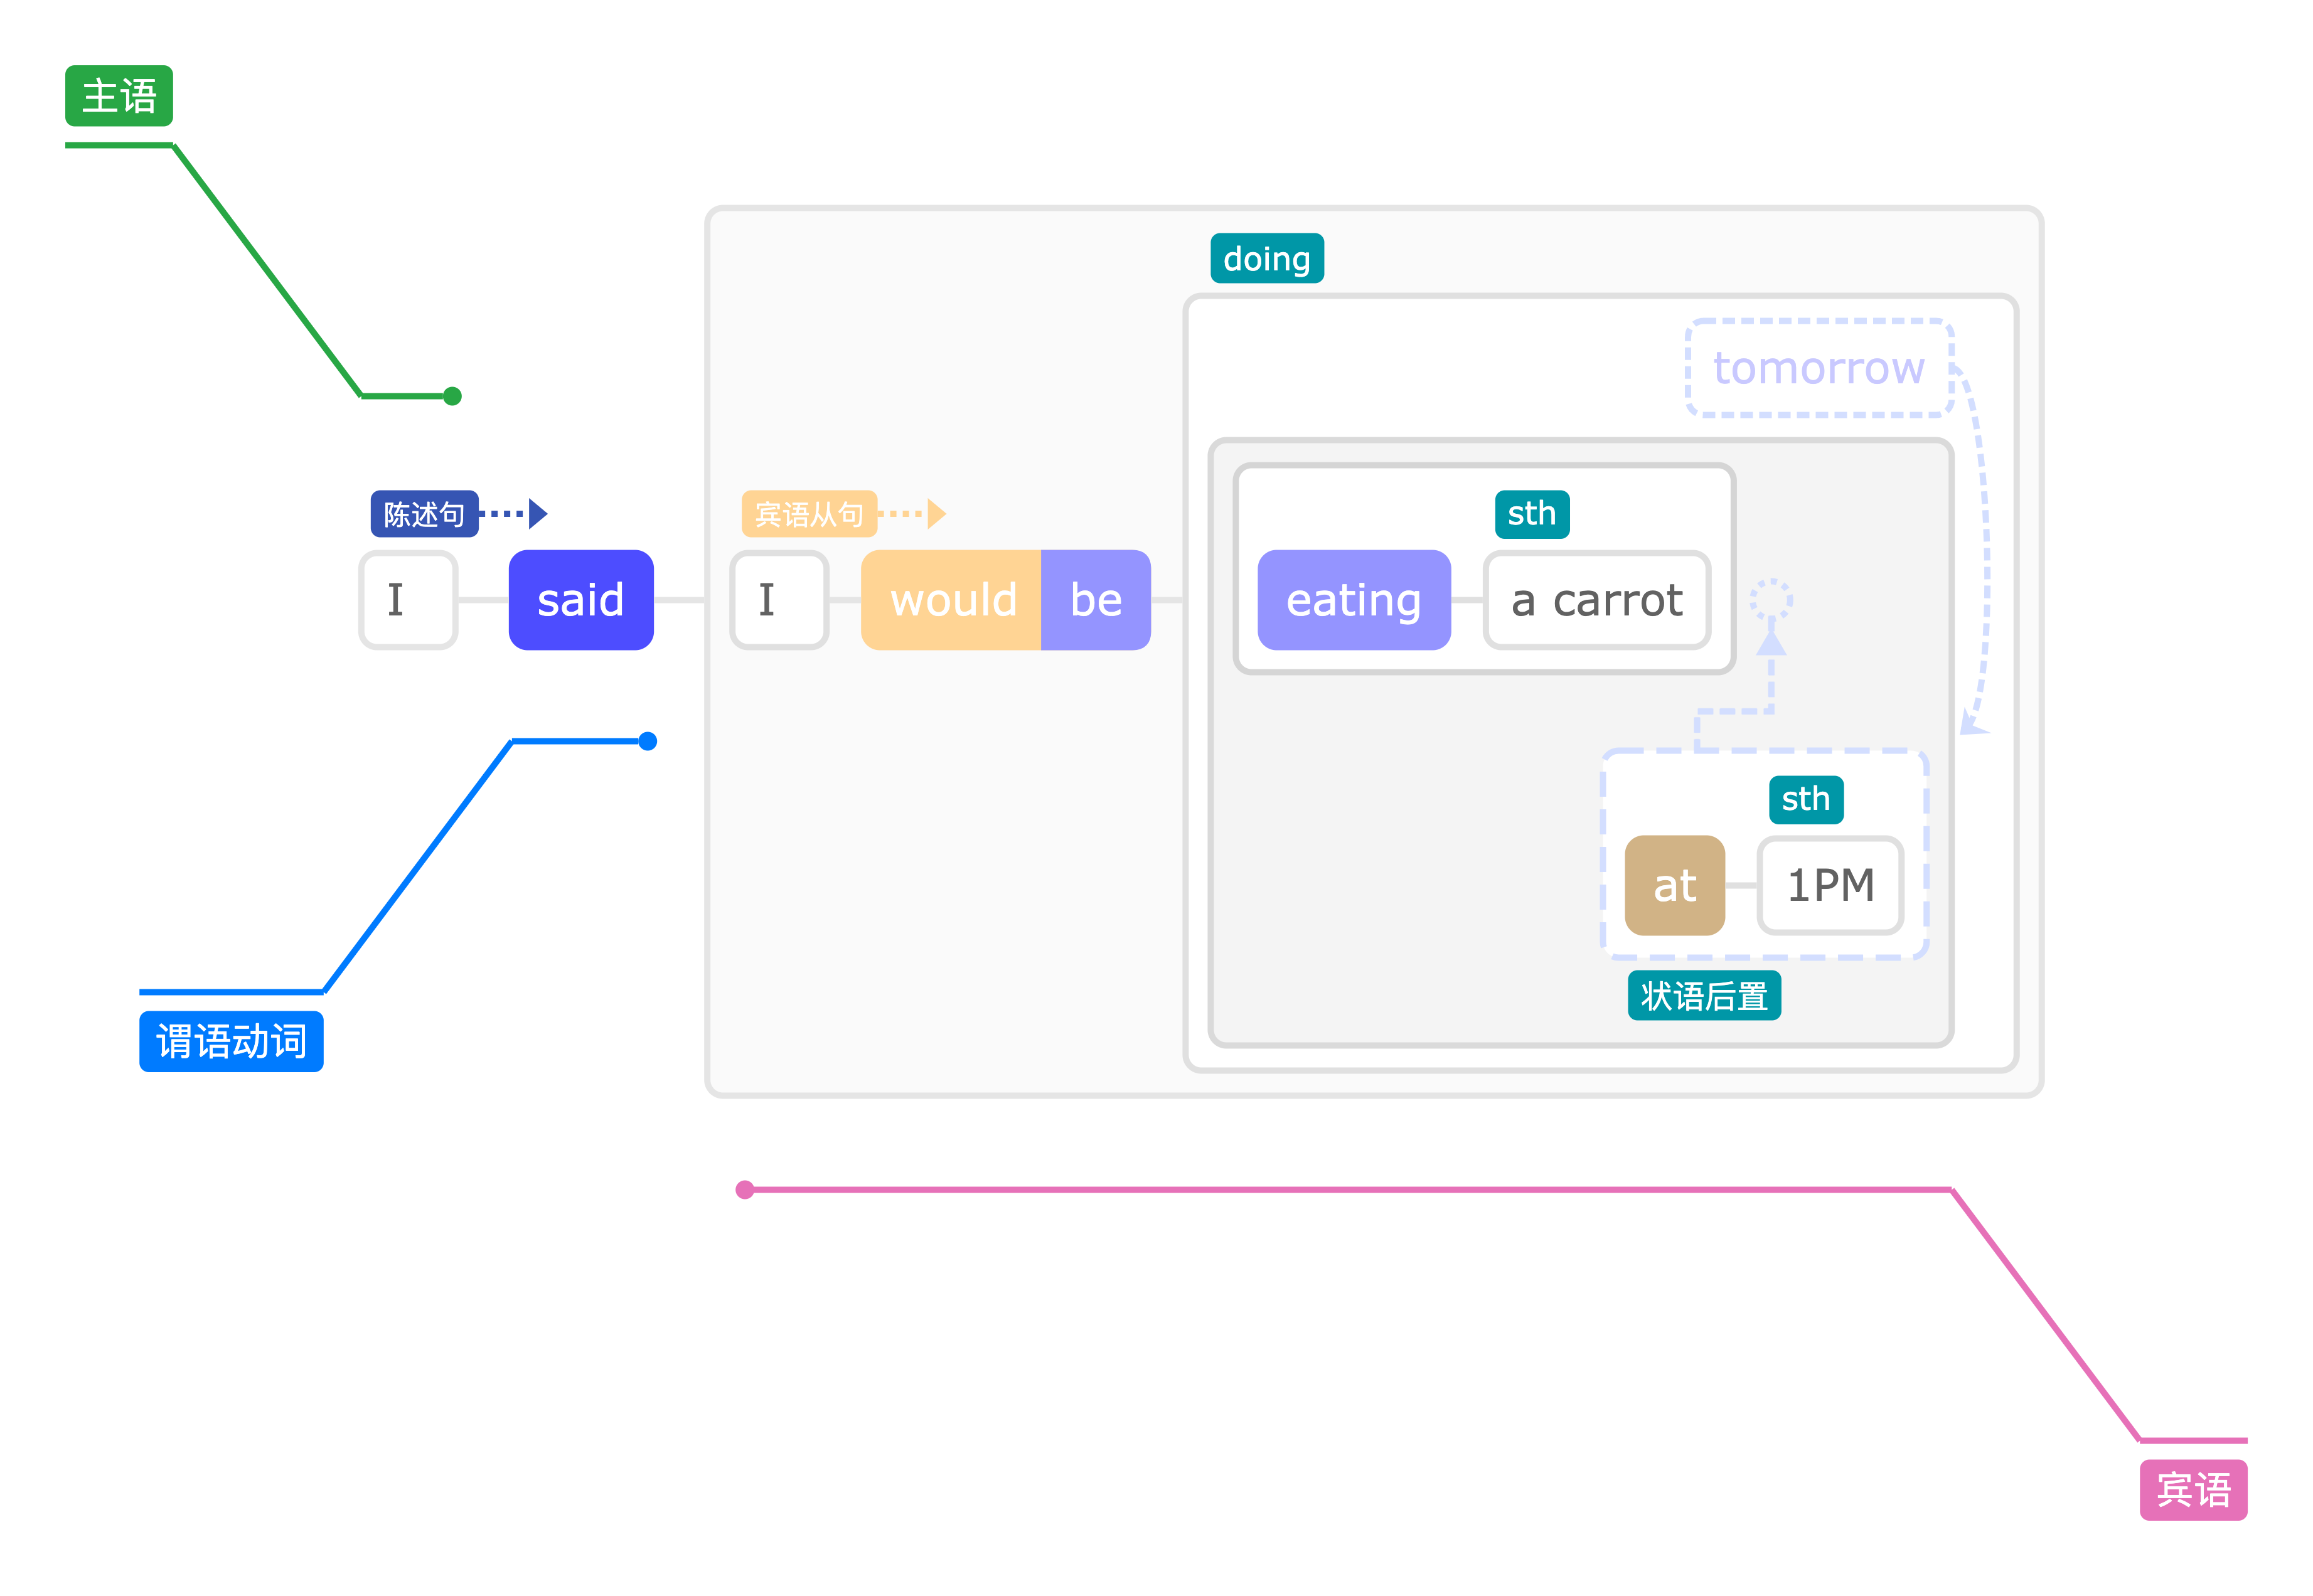 主语
doing
tomorrow
陈述句
宾语从句
sth
I
said
I
would
be
eating
a carrot
sth
at
1PM
状语后置
谓语动词
宾语